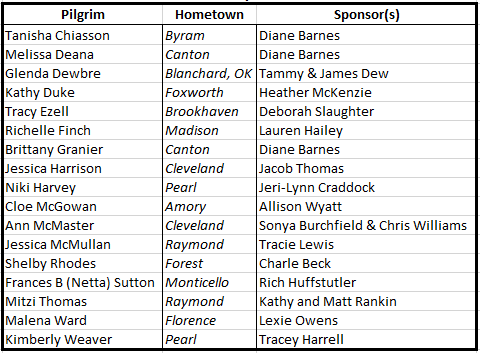 Pilgrim Hometown Sponsor(s)
Tanisha Chiasson Byram Diane Barnes
Melissa Deana Canton Diane Barnes
Glenda Dewbre Blanchard, OK Tammy & James Dew
Kathy Duke Foxworth Heather McKenzie
Tracy Ezell Brookhaven Deborah Slaughter
Richelle Finch Madison Lauren Hailey
Brittany Granier Canton Diane Barnes
Jessica Harrison Cleveland Jacob Thomas
Niki Harvey Pearl Jeri-Lynn Craddock
Cloe McGowan Amory Allison Wyatt
Ann McMaster Cleveland Sonya Burchfield & Chris Williams
Jessica McMullan Raymond Tracie Lewis
Shelby Rhodes Forest Charle Beck
Frances B (Netta) Sutton Monticello Rich Huffstutler
Mitzi Thomas Raymond Kathy and Matt Rankin
Malena Ward Florence Lexie Owens
Kimberly Weaver Pearl Tracey Harrell